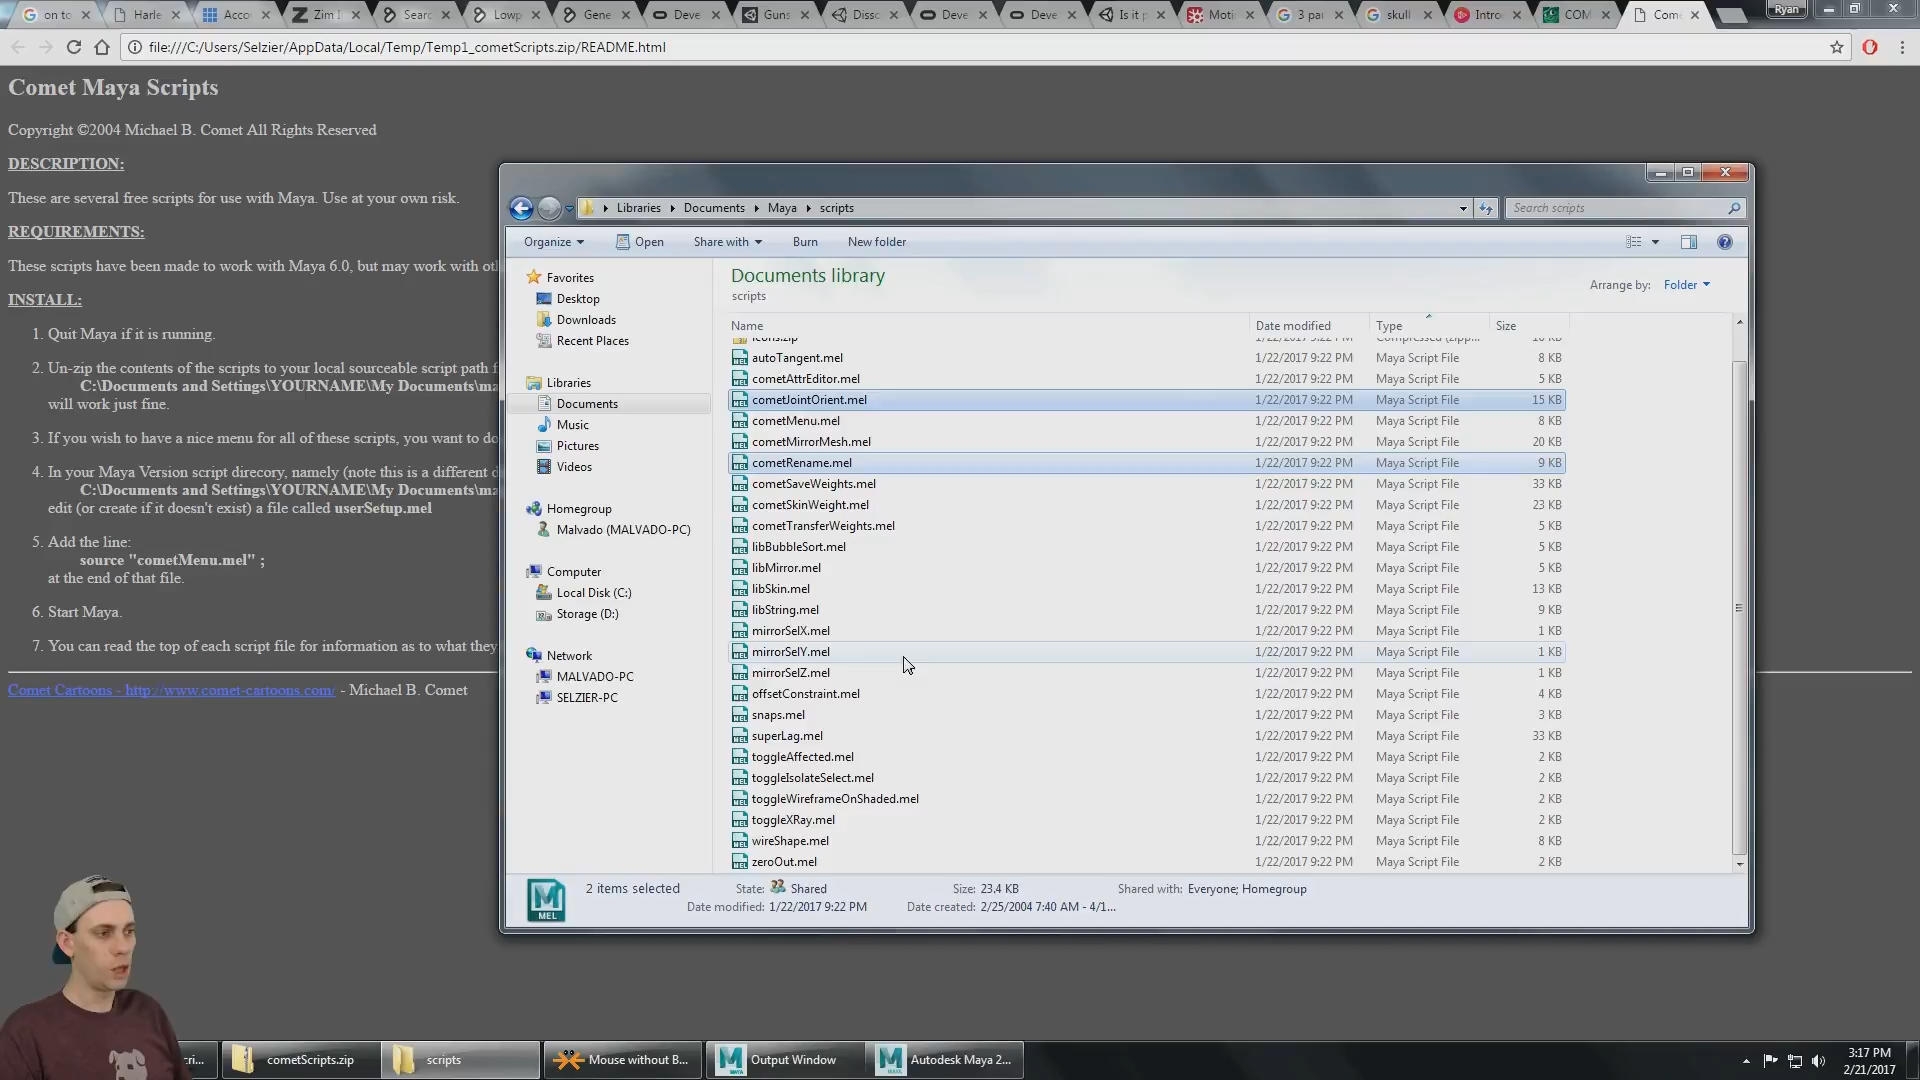 on to
Harle
Acco
Zim I
Searc
Lowp
Gene
Deve
Guns
Disso
Deve
Deve
Is it p
Motio
3 pa
skull
Intro
COM
Com
Ryan
file:///C:/Users/Selzier/AppData/Local/Temp/Temp1_cometScripts.zip/README.html
Comet Maya Scripts
Copyright ©2004 Michael B. Comet All Rights Reserved
DESCRIPTION:
These are several free scripts for use with Maya. Use at your own risk.
REQUIREMENTS:
These scripts have been made to work with Maya 6.0, but may work with oth
INSTALL:
1. Quit Maya if it is running.
2. Un-zip the contents of the scripts to your local sourceable script path f
C:\Documents and Settings\YOURNAME\My Documents\ma
will work just fine.
3. If you wish to have a nice menu for all of these scripts, you want to do
4. In your Maya Version script direcory, namely (note this is a different d
C:\Documents and Settings\YOURNAME\My Documents\ma
edit (or create if it doesn't exist) a file called userSetup.mel
5. Add the line:
source "cometMenu.mel" ;
at the end of that file.
6. Start Maya.
7. You can read the top of each script file for information as to what they
Comet Cartoons - http://www.comet-cartoons.com/ - Michael B. Comet
Libraries Documents Maya scripts
Search scripts
Organize Open Share with Burn New folder
Favorites
Desktop
Downloads
Recent Places
Libraries
Documents
Music
Pictures
Videos
Homegroup
Malvado (MALVADO-PC)
Computer
Local Disk (C:)
Storage (D:)
Network
MALVADO-PC
SELZIER-PC
Documents library
scripts
Arrange by: Folder
Name Date modified Type Size
icons.zip
autoTangent.mel 1/22/2017 9:22 PM Maya Script File 8 KB
cometAttrEditor.mel 1/22/2017 9:22 PM Maya Script File 5 KB
cometJointOrient.mel 1/22/2017 9:22 PM Maya Script File 15 KB
cometMenu.mel 1/22/2017 9:22 PM Maya Script File 8 KB
cometMirrorMesh.mel 1/22/2017 9:22 PM Maya Script File 20 KB
cometRename.mel 1/22/2017 9:22 PM Maya Script File 9 KB
cometSaveWeights.mel 1/22/2017 9:22 PM Maya Script File 33 KB
cometSkinWeight.mel 1/22/2017 9:22 PM Maya Script File 23 KB
cometTransferWeights.mel 1/22/2017 9:22 PM Maya Script File 5 KB
libBubbleSort.mel 1/22/2017 9:22 PM Maya Script File 5 KB
libMirror.mel 1/22/2017 9:22 PM Maya Script File 5 KB
libSkin.mel 1/22/2017 9:22 PM Maya Script File 13 KB
libString.mel 1/22/2017 9:22 PM Maya Script File 9 KB
mirrorSelX.mel 1/22/2017 9:22 PM Maya Script File 1 KB
mirrorSelY.mel 1/22/2017 9:22 PM Maya Script File 1 KB
mirrorSelZ.mel 1/22/2017 9:22 PM Maya Script File 1 KB
offsetConstraint.mel 1/22/2017 9:22 PM Maya Script File 4 KB
snaps.mel 1/22/2017 9:22 PM Maya Script File 3 KB
superLag.mel 1/22/2017 9:22 PM Maya Script File 33 KB
toggleAffected.mel 1/22/2017 9:22 PM Maya Script File 2 KB
toggleIsolateSelect.mel 1/22/2017 9:22 PM Maya Script File 2 KB
toggleWireframeOnShaded.mel 1/22/2017 9:22 PM Maya Script File 2 KB
toggleXRay.mel 1/22/2017 9:22 PM Maya Script File 2 KB
wireShape.mel 1/22/2017 9:22 PM Maya Script File 8 KB
zeroOut.mel 1/22/2017 9:22 PM Maya Script File 2 KB
MEL
2 items selected State: Shared Size: 23.4 KB Shared with: Everyone; Homegroup
Date modified: 1/22/2017 9:22 PM Date created: 2/25/2004 7:40 AM - 4/1...
cri...
cometScripts.zip
scripts
Mouse without B...
Output Window
Autodesk Maya 2...
3:17 PM
2/21/2017